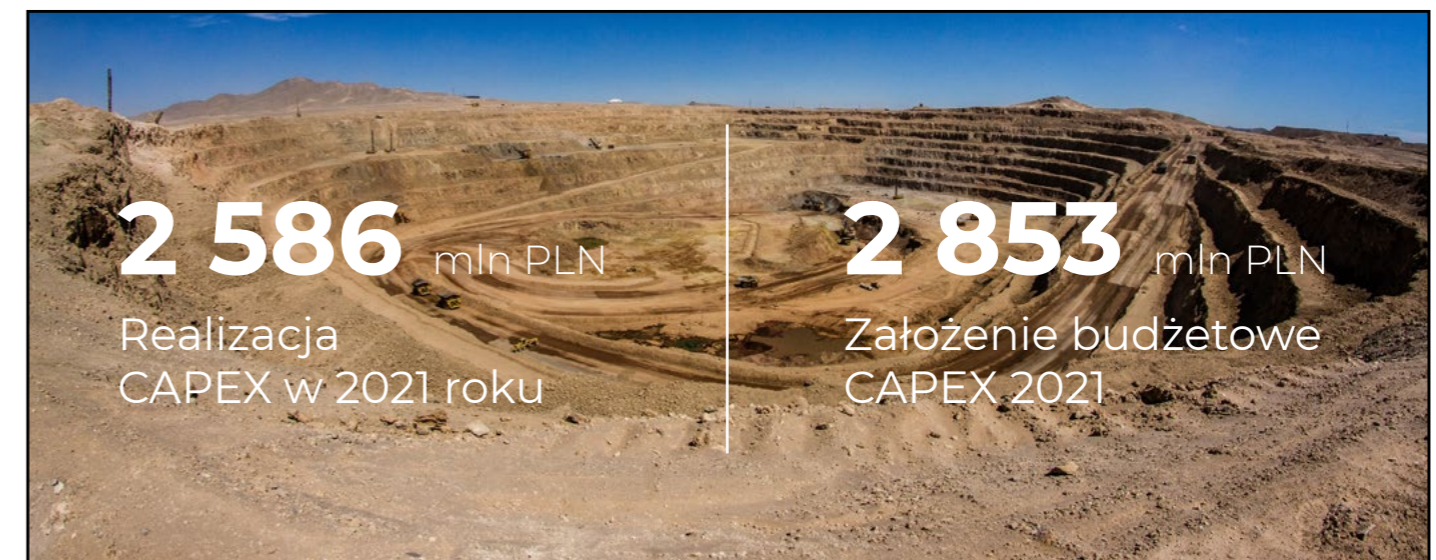 2 586 mln PLN
Realizacja
CAPEX w 2021 roku
2 853 mln PLN
Założenie budżetowe
CAPEX 2021